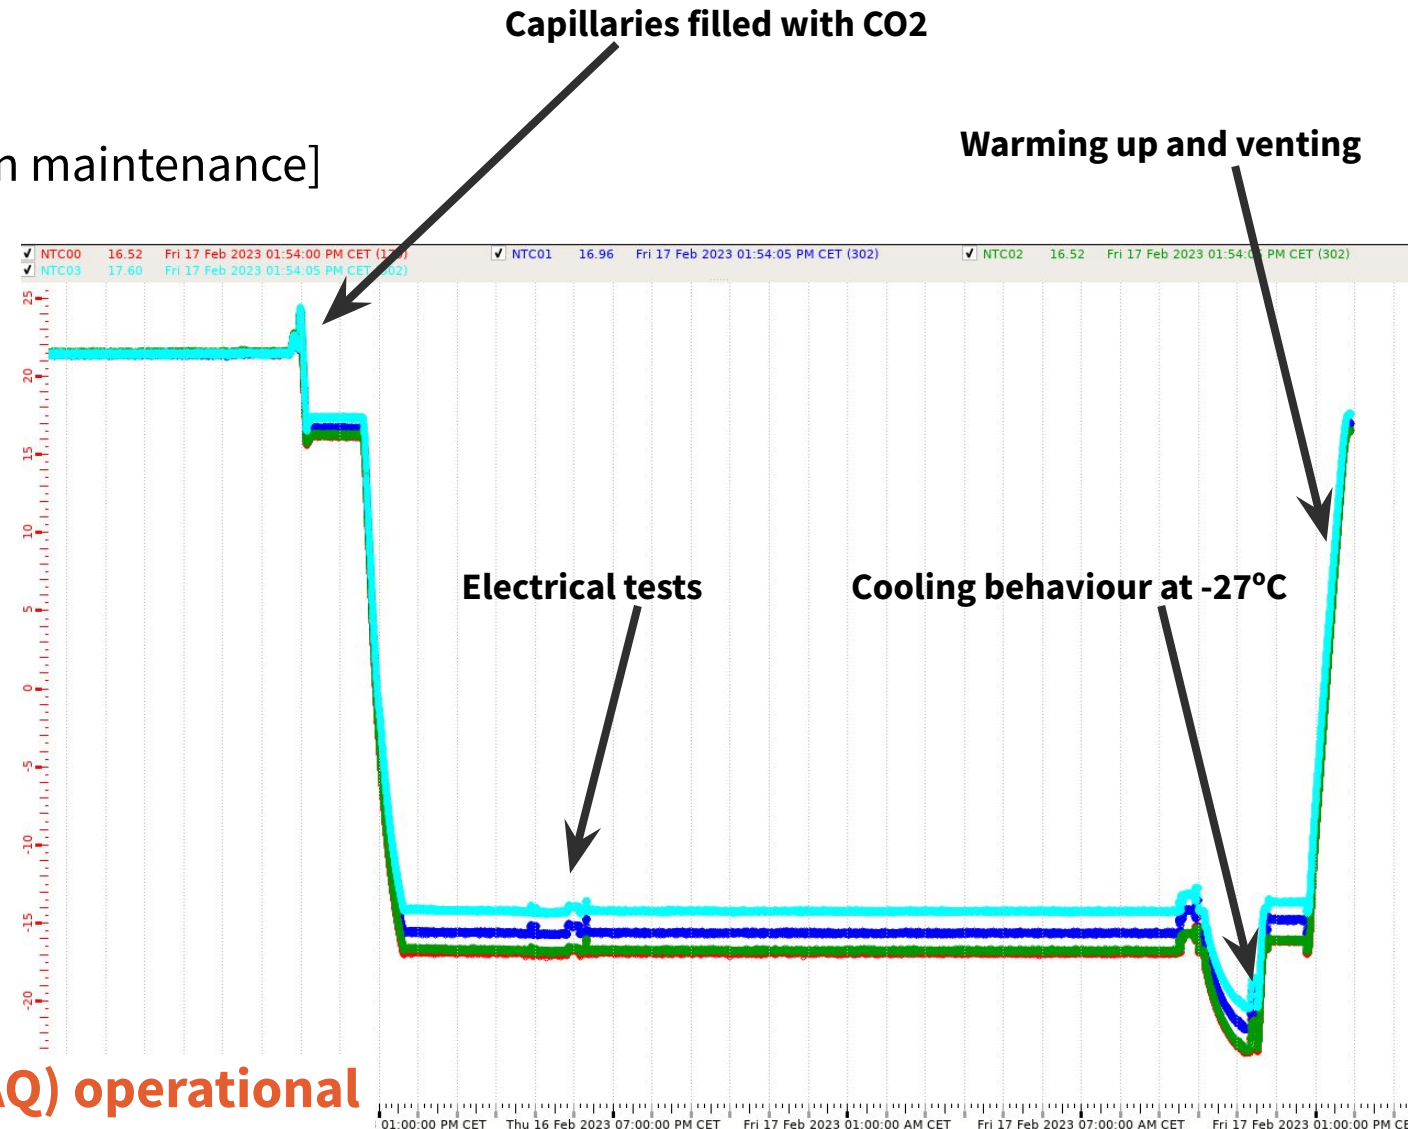 Capillaries filled with CO2
Warming up and venting
n maintenance]
NTC00 16.52 Fri 17 Feb 2023 01:54:00 PM CET NTC01 16.96 Fri 17 Feb 2023 01:54:05 PM CET (302) NTC02 16.52 Fri 17 Feb 2023 01:54:05 PM CET (302)
NTC03 17.60 Fri 17 Feb 2023 01:54:05 PM CET
25
20
15
10
5
0
-5
-10
-15
-20
Electrical tests
Cooling behaviour at -27ºC
AQ) operational
01:00:00 PM CET Thu 16 Feb 2023 07:00:00 PM CET Fri 17 Feb 2023 01:00:00 AM CET Fri 17 Feb 2023 07:00:00 AM CET Fri 17 Feb 2023 01:00:00 PM CE